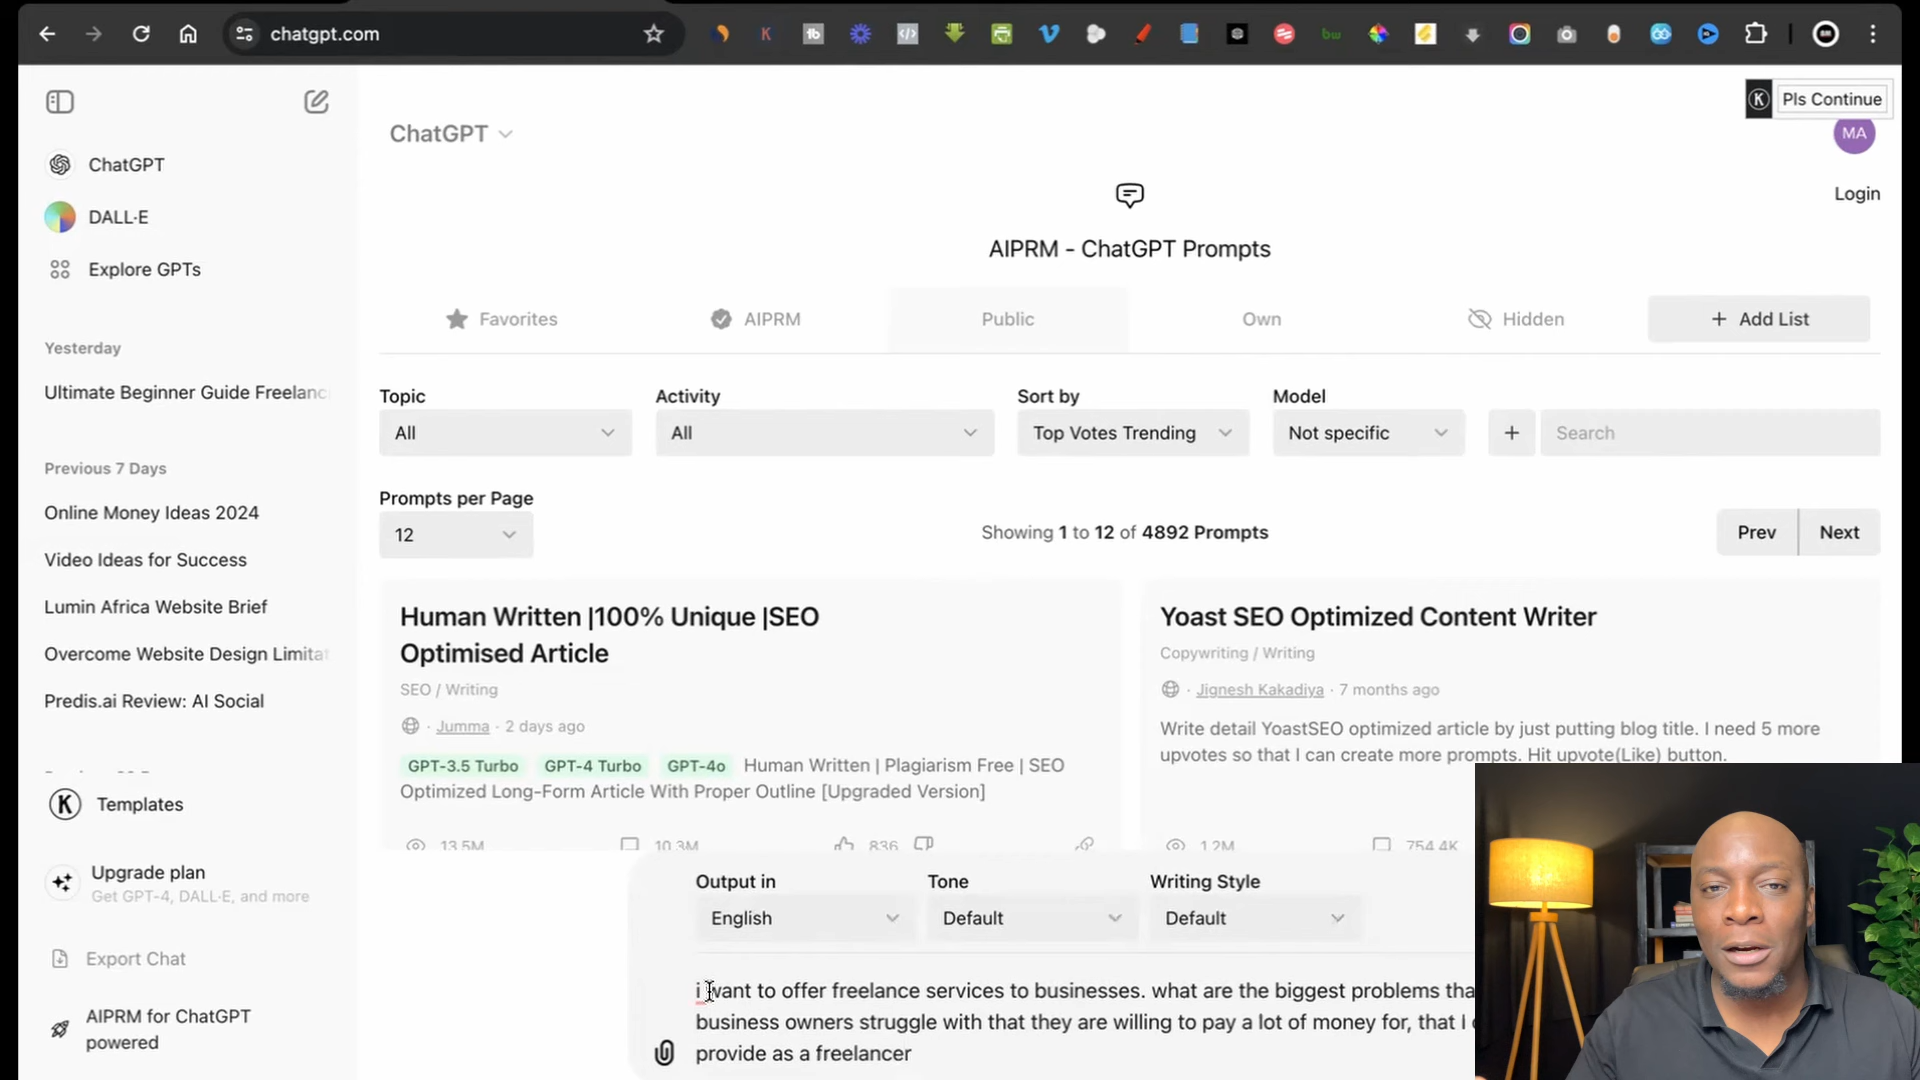 chatgpt.com
Pls Continue
MA
Login
ChatGPT
ChatGPT
DALL·E
Explore GPTs
Yesterday
Ultimate Beginner Guide Freelanc
Previous 7 Days
Online Money Ideas 2024
Video Ideas for Success
Lumin Africa Website Brief
Overcome Website Design Limitat
Predis.ai Review: AI Social
Templates
Upgrade plan
Get GPT-4, DALL·E, and more
Export Chat
AIPRM for ChatGPT
powered
AIPRM - ChatGPT Prompts
Favorites AIPRM Public Own Hidden + Add List
Topic Activity Sort by Model
All All Top Votes Trending Not specific + Search
Prompts per Page
12
Showing 1 to 12 of 4892 Prompts
Prev Next
Human Written |100% Unique |SEO
Optimised Article
SEO / Writing
· Jumma · 2 days ago
GPT-3.5 Turbo GPT-4 Turbo GPT-4o Human Written | Plagiarism Free | SEO
Optimized Long-Form Article With Proper Outline [Upgraded Version]
13.5M 10.3M 836
Yoast SEO Optimized Content Writer
Copywriting / Writing
· Jignesh Kakadiya · 7 months ago
Write detail YoastSEO optimized article by just putting blog title. I need 5 more
upvotes so that I can create more prompts. Hit upvote(Like) button.
1.2M 754.4K
Output in Tone Writing Style
English Default Default
i want to offer freelance services to businesses. what are the biggest problems tha
business owners struggle with that they are willing to pay a lot of money for, that I
provide as a freelancer